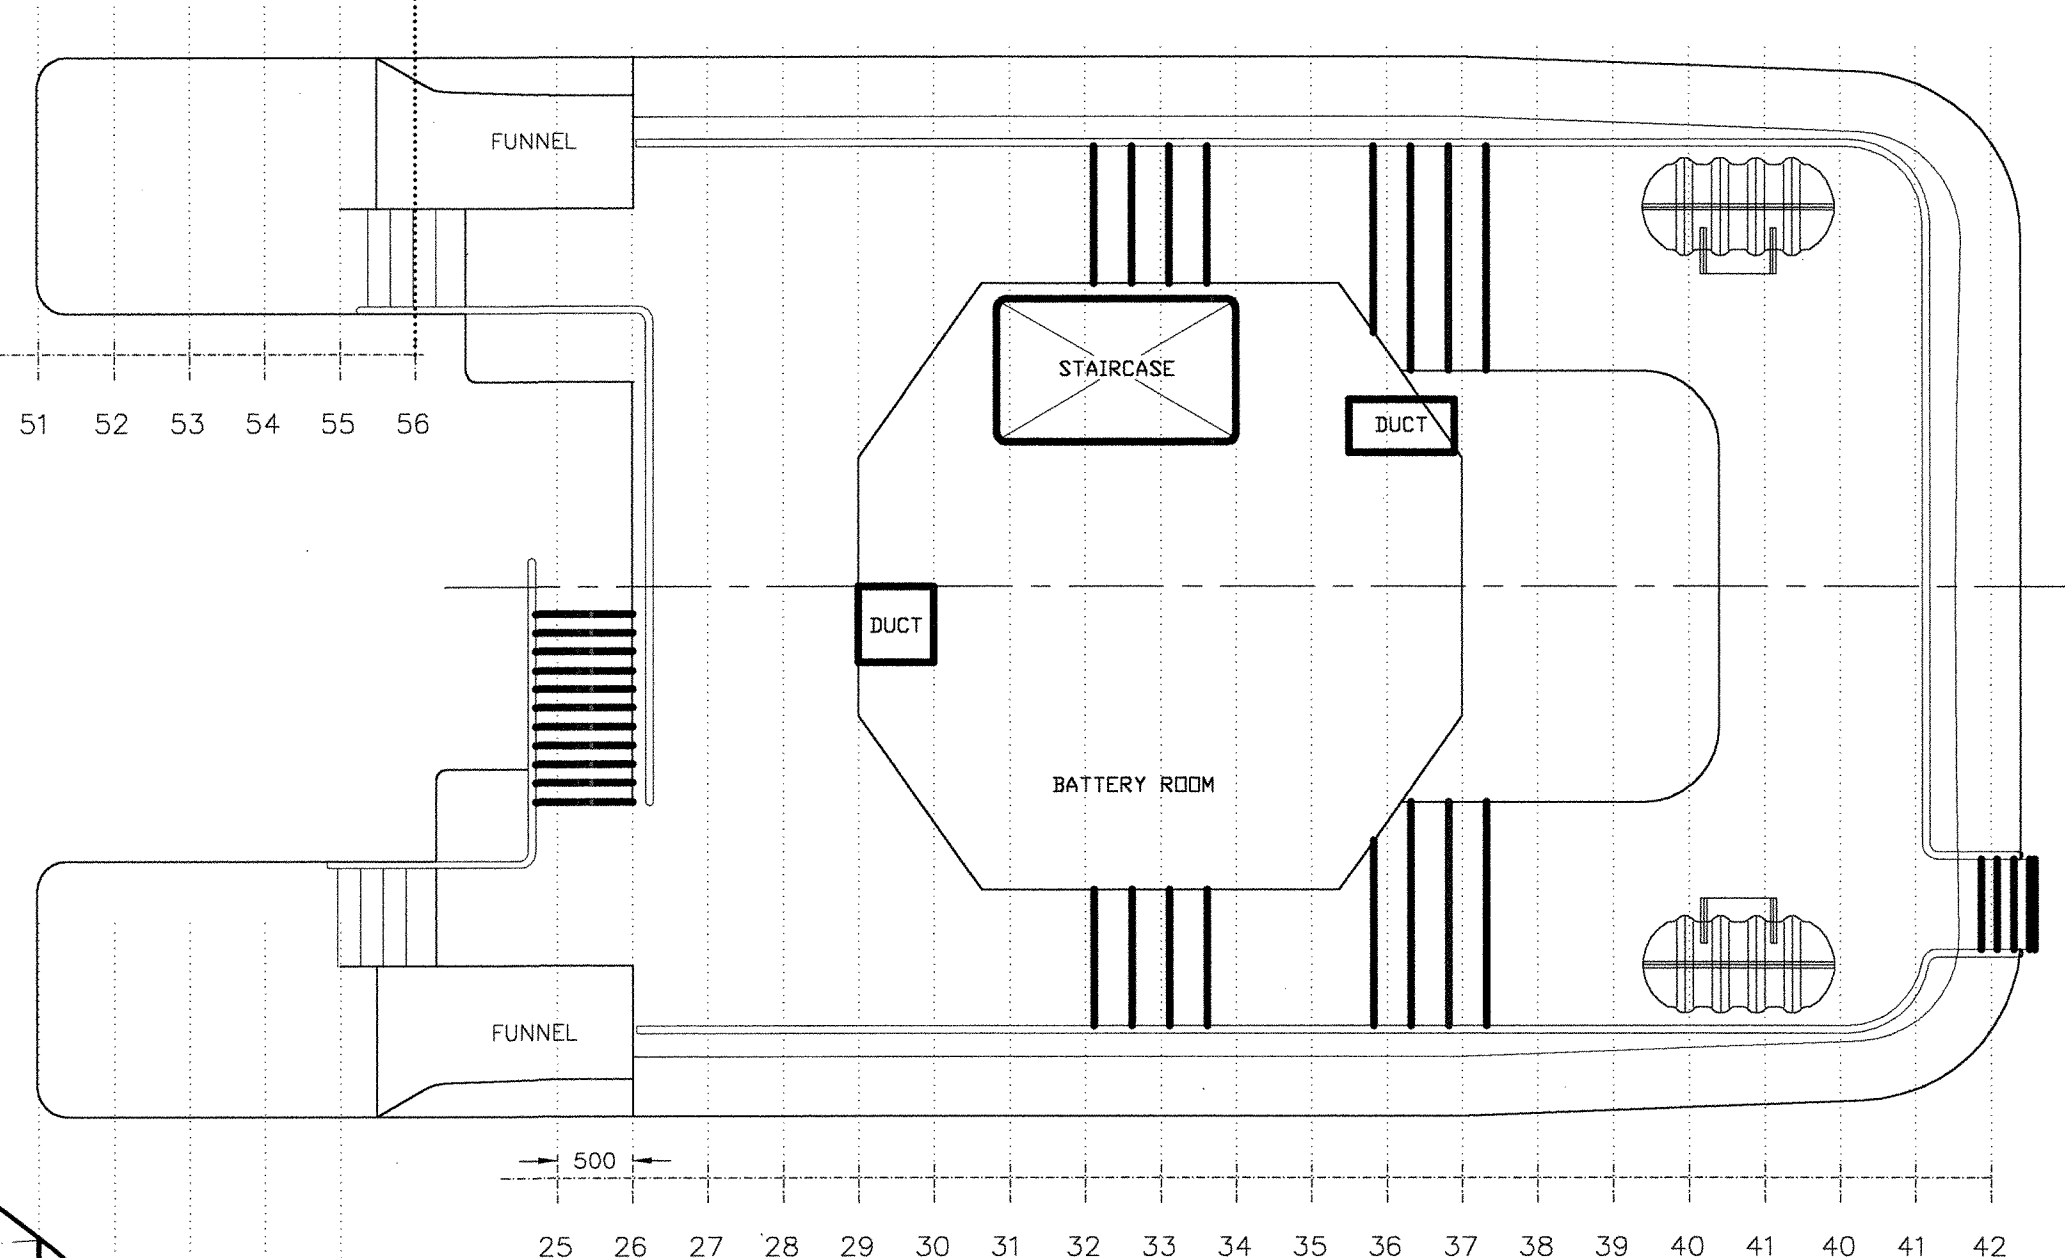 FUNNEL
STAIRCASE
51 52 53 54 55 56
DUCT
DUCT
BATTERY ROOM
FUNNEL
500
25 26 27 28 29 30 31 32 33 34 35 36 37 38 39 40 41 40 41 42